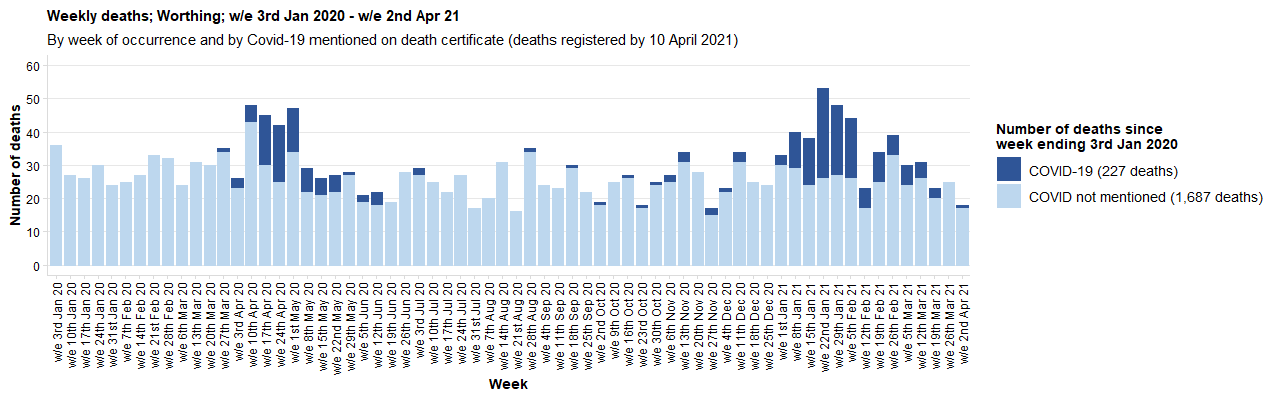 Weekly deaths; Worthing; w/e 3rd Jan 2020 - w/e 2nd Apr 21
By week of occurrence and by Covid-19 mentioned on death certificate (deaths registered by 10 April 2021)
Number of deaths
60
50
40
30
20
10
0
w/e 3rd Jan 20
w/e 10th Jan 20
w/e 17th Jan 20
w/e 24th Jan 20
w/e 31st Jan 20
w/e 7th Feb 20
w/e 14th Feb 20
w/e 21st Feb 20
w/e 28th Feb 20
w/e 6th Mar 20
w/e 13th Mar 20
w/e 20th Mar 20
w/e 27th Mar 20
w/e 3rd Apr 20
w/e 10th Apr 20
w/e 17th Apr 20
w/e 24th Apr 20
w/e 1st May 20
w/e 8th May 20
w/e 15th May 20
w/e 22nd May 20
w/e 29th May 20
w/e 5th Jun 20
w/e 12th Jun 20
w/e 19th Jun 20
w/e 26th Jun 20
w/e 3rd Jul 20
w/e 10th Jul 20
w/e 17th Jul 20
w/e 24th Jul 20
w/e 31st Jul 20
w/e 7th Aug 20
w/e 14th Aug 20
w/e 21st Aug 20
w/e 28th Aug 20
w/e 4th Sep 20
w/e 11th Sep 20
w/e 18th Sep 20
w/e 25th Sep 20
w/e 2nd Oct 20
w/e 9th Oct 20
w/e 16th Oct 20
w/e 23rd Oct 20
w/e 30th Oct 20
w/e 6th Nov 20
w/e 13th Nov 20
w/e 20th Nov 20
w/e 27th Nov 20
w/e 4th Dec 20
w/e 11th Dec 20
w/e 18th Dec 20
w/e 25th Dec 20
w/e 1st Jan 21
w/e 8th Jan 21
w/e 15th Jan 21
w/e 22nd Jan 21
w/e 29th Jan 21
w/e 5th Feb 21
w/e 12th Feb 21
w/e 19th Feb 21
w/e 26th Feb 21
w/e 5th Mar 21
w/e 12th Mar 21
w/e 19th Mar 21
w/e 26th Mar 21
w/e 2nd Apr 21
Week
Number of deaths since
week ending 3rd Jan 2020
COVID-19 (227 deaths)
COVID not mentioned (1,687 deaths)